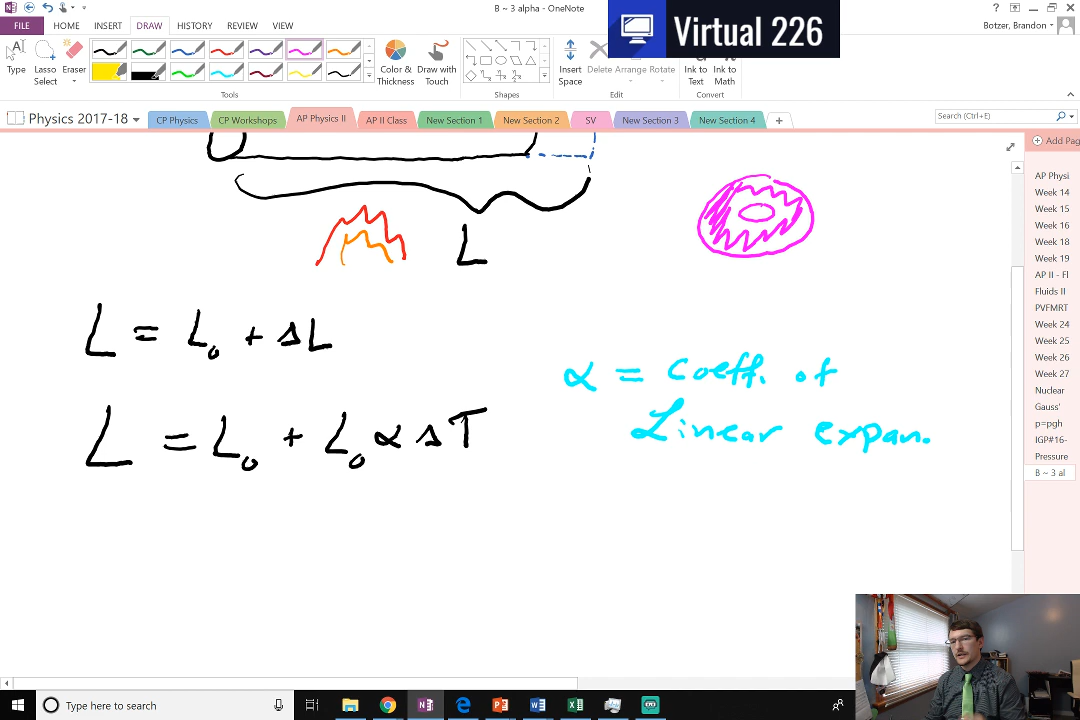 B ~ 3 alpha - OneNote
Virtual 226
Botzer, Brandon
FILE HOME INSERT DRAW HISTORY REVIEW VIEW
Type
Lasso Select
Eraser
Color & Thickness
Draw with Touch
Insert Space
Delete Arrange Rotate
Ink to Text
Ink to Math
Tools
Shapes
Edit
Convert
Physics 2017-18
CP Physics
CP Workshops
AP Physics II
AP II Class
New Section 1
New Section 2
SV
New Section 3
New Section 4
Search (Ctrl+E)
Add Pag
AP Physi
Week 14
Week 15
Week 16
Week 18
Week 19
AP II - Fl
Fluids II
PVFMRT
Week 24
Week 25
Week 26
Week 27
Nuclear
Gauss'
p=pgh
IGP#16-
Pressure
B ~ 3 al
L
L = L₀ + ΔL
L = L₀ + L₀ α ΔT
α = coeff. of
Linear expan.
Type here to search